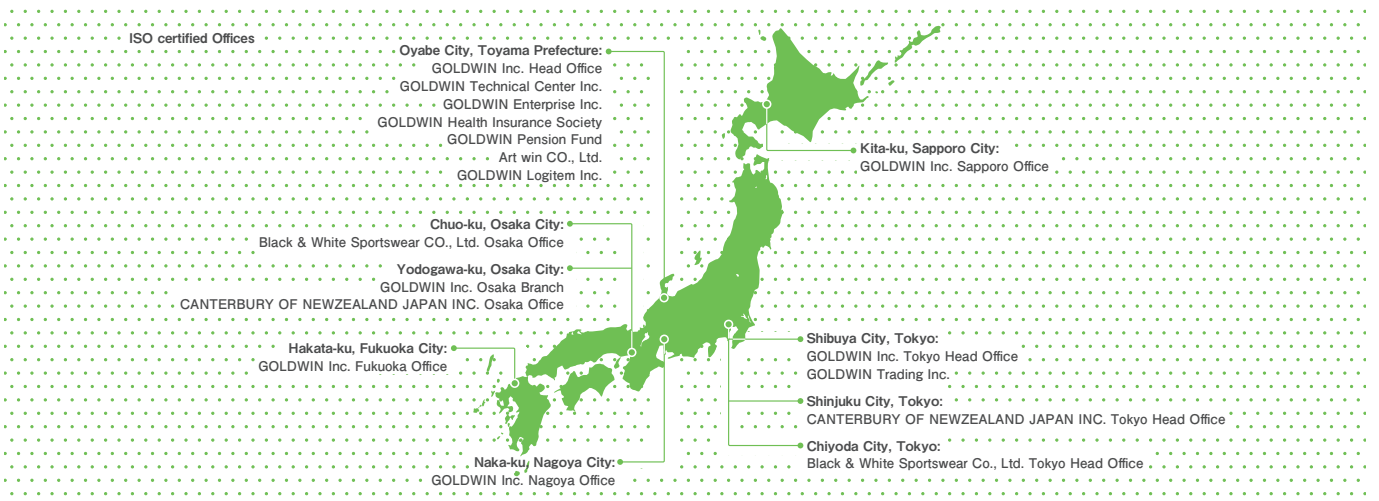 ISO certified Offices
Oyabe City, Toyama Prefecture:
GOLDWIN Inc. Head Office
GOLDWIN Technical Center Inc.
GOLDWIN Enterprise Inc.
GOLDWIN Health Insurance Society
GOLDWIN Pension Fund
Art win CO., Ltd.
GOLDWIN Logitem Inc.
Kita-ku, Sapporo City:
GOLDWIN Inc. Sapporo Office
Chuo-ku, Osaka City:
Black & White Sportswear CO., Ltd. Osaka Office
Yodogawa-ku, Osaka City:
GOLDWIN Inc. Osaka Branch
CANTERBURY OF NEWZEALAND JAPAN INC. Osaka Office
Hakata-ku, Fukuoka City:
GOLDWIN Inc. Fukuoka Office
Shibuya City, Tokyo:
GOLDWIN Inc. Tokyo Head Office
GOLDWIN Trading Inc.
Shinjuku City, Tokyo:
CANTERBURY OF NEWZEALAND JAPAN INC. Tokyo Head Office
Chiyoda City, Tokyo:
Black & White Sportswear Co., Ltd. Tokyo Head Office
Naka-ku, Nagoya City:
GOLDWIN Inc. Nagoya Office